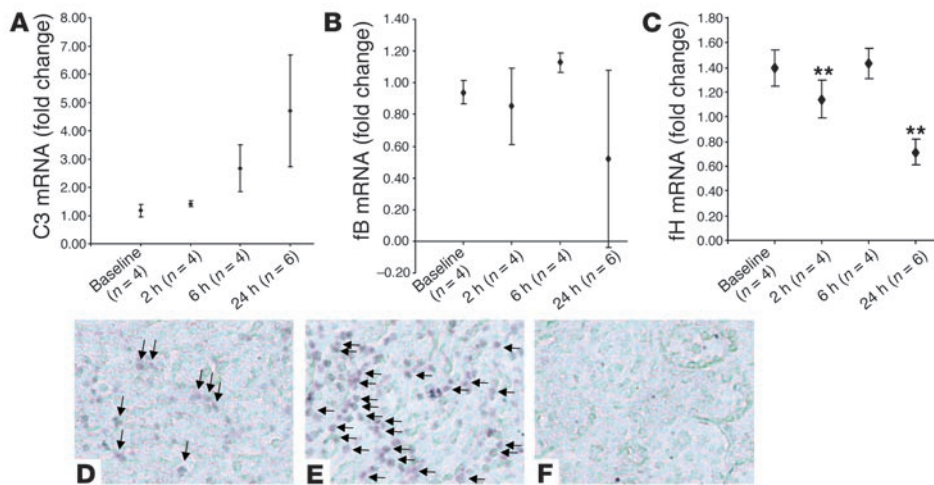 A
C3 mRNA (fold change)
8.00
7.00
6.00
5.00
4.00
3.00
2.00
1.00
0.00
Baseline
(n = 4)
2 h (n = 4)
6 h (n = 4)
24 h (n = 6)
B
fB mRNA (fold change)
1.40
1.20
1.00
0.80
0.60
0.40
0.20
0.00
–0.20
Baseline
(n = 4)
2 h (n = 4)
6 h (n = 4)
24 h (n = 6)
C
fH mRNA (fold change)
1.80
1.60
1.40
1.20
1.00
0.80
0.60
0.40
0.20
0.00
**
**
Baseline
(n = 4)
2 h (n = 4)
6 h (n = 4)
24 h (n = 6)
D
E
F